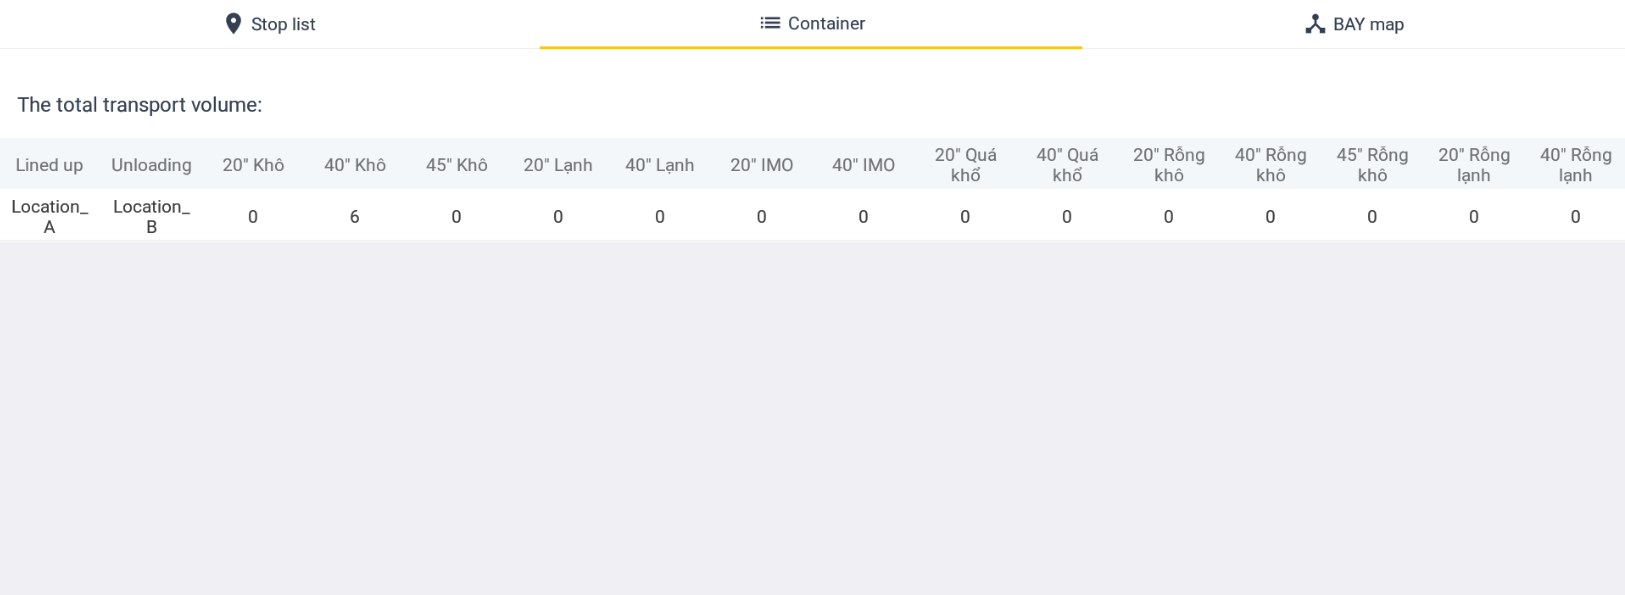 Stop list
Container
BAY map
The total transport volume:
Lined up Unloading 20" Khô 40" Khô 45" Khô 20" Lạnh 40" Lạnh 20" IMO 40" IMO 20" Quá khổ 40" Quá khổ 20" Rỗng khô 40" Rỗng khô 45" Rỗng khô 20" Rỗng lạnh 40" Rỗng lạnh
Location_A Location_B 0 6 0 0 0 0 0 0 0 0 0 0 0 0